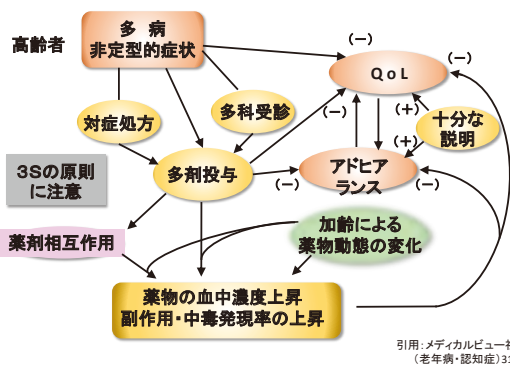 高齢者
多 病
非定型的症状
(−)
QoL
(−)
対症処方
多科受診
(−)
(+)
十分な
説明
(+)
3Sの原則
に注意
多剤投与
アドヒア
ランス
(−)
(−)
薬剤相互作用
加齢による
薬物動態の変化
薬物の血中濃度上昇
副作用・中毒発現率の上昇
引用:メディカルビュー社
(老年病・認知症)31